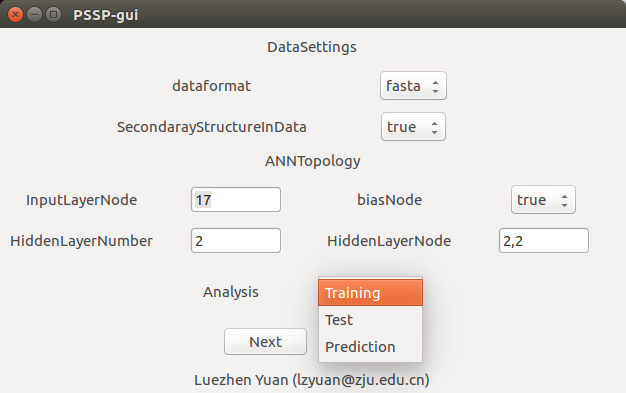 PSSP-gui
DataSettings
dataformat fasta
SecondarayStructureInData true
ANNTopology
InputLayerNode 17 biasNode true
HiddenLayerNumber 2 HiddenLayerNode 2,2
Analysis Training
Test
Prediction
Next
Luezhen Yuan (lzyuan@zju.edu.cn)